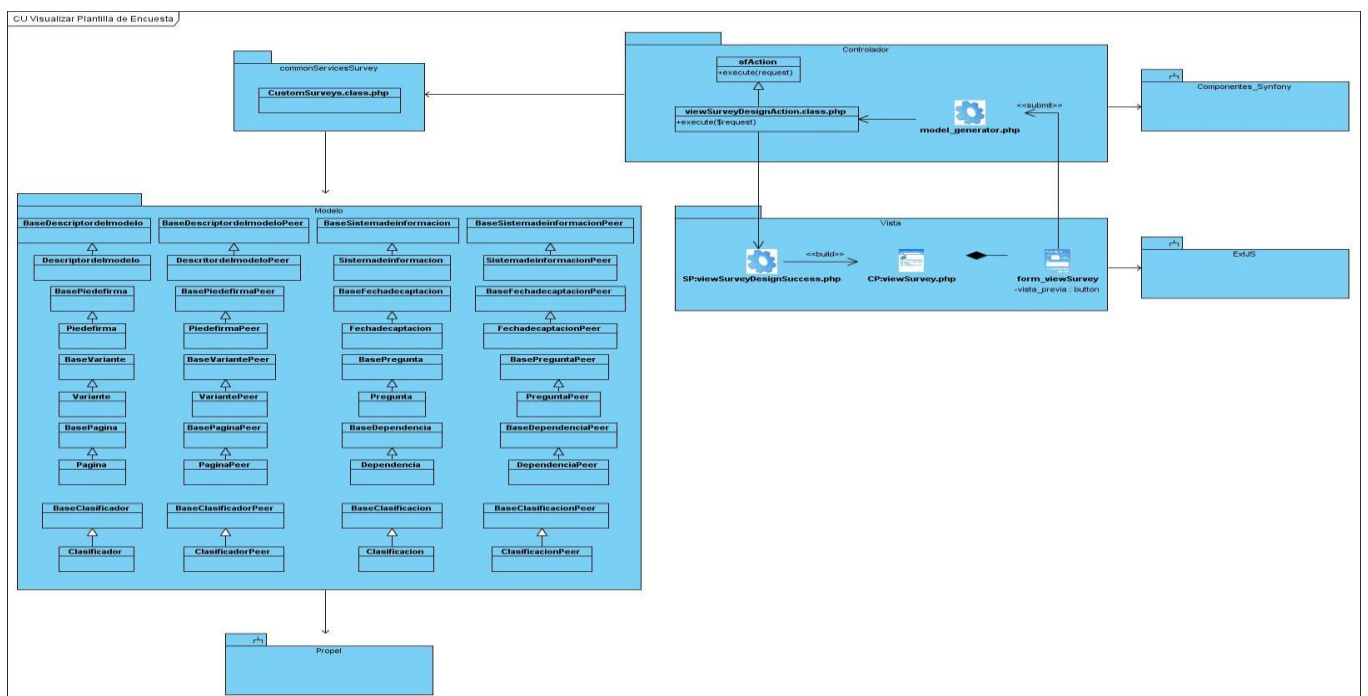 CU Visualizar Plantilla de Encuesta
commonServicesSurvey
CustomSurveys.class.php
Controlador
sfAction
+execute(request)
viewSurveyDesignAction.class.php
+execute($request)
model_generator.php
<<submit>>
Componentes_Synfony
Modelo
BaseDescriptordelmodelo
BaseDescriptordelmodeloPeer
BaseSistemadeinformacion
BaseSistemadeinformacionPeer
Descriptordelmodelo
DescritordelmodeloPeer
Sistemadeinformacion
SistemadeinformacionPeer
BasePiedefirma
BasePiedefirmaPeer
BaseFechadecaptacion
BaseFechadecaptacionPeer
Piedefirma
PiedefirmaPeer
Fechadecaptacion
FechadecaptacionPeer
BaseVariante
BaseVariantePeer
BasePregunta
BasePreguntaPeer
Variante
VariantePeer
Pregunta
PreguntaPeer
BasePagina
BasePaginaPeer
BaseDependencia
BaseDependenciaPeer
Pagina
PaginaPeer
Dependencia
DependenciaPeer
BaseClasificador
BaseClasificadorPeer
BaseClasificacion
BaseClasificacionPeer
Clasificador
ClasificadorPeer
Clasificacion
ClasificacionPeer
Vista
SP:viewSurveyDesignSuccess.php
<<build>>
CP:viewSurvey.php
form_viewSurvey
-vista_previa : button
ExtJS
Propel